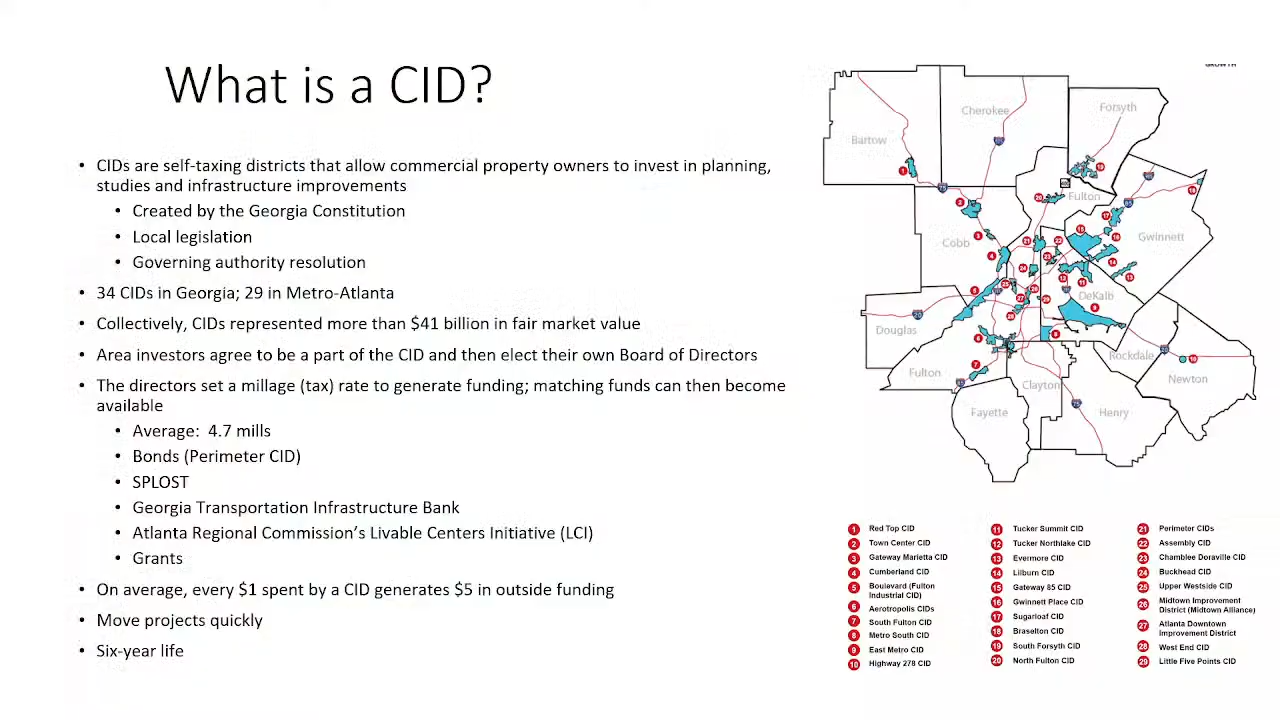 What is a CID?
• CIDs are self-taxing districts that allow commercial property owners to invest in planning,
studies and infrastructure improvements
• Created by the Georgia Constitution
• Local legislation
• Governing authority resolution
• 34 CIDs in Georgia; 29 in Metro-Atlanta
• Collectively, CIDs represented more than $41 billion in fair market value
• Area investors agree to be a part of the CID and then elect their own Board of Directors
• The directors set a millage (tax) rate to generate funding; matching funds can then become
available
• Average: 4.7 mills
• Bonds (Perimeter CID)
• SPLOST
• Georgia Transportation Infrastructure Bank
• Atlanta Regional Commission's Livable Centers Initiative (LCI)
• Grants
• On average, every $1 spent by a CID generates $5 in outside funding
• Move projects quickly
• Six-year life
Bartow
Cherokee
Forsyth
Fulton
Cobb
Gwinnett
DeKalb
Douglas
Rockdale
Fulton
Clayton
Newton
Fayette
Henry
1 Red Top CID
2 Town Center CID
3 Gateway Marietta CID
4 Cumberland CID
5 Boulevard (Fulton
Industrial CID)
6 Aerotropolis CIDs
7 South Fulton CID
8 Metro South CID
9 East Metro CID
10 Highway 278 CID
11 Tucker Summit CID
12 Tucker Northlake CID
13 Evermore CID
14 Lilburn CID
15 Gateway 85 CID
16 Gwinnett Place CID
17 Sugarloaf CID
18 Braselton CID
19 South Forsyth CID
20 North Fulton CID
21 Perimeter CIDs
22 Assembly CID
23 Chamblee Doraville CID
24 Buckhead CID
25 Upper Westside CID
26 Midtown Improvement
District (Midtown Alliance)
27 Atlanta Downtown
Improvement District
28 West End CID
29 Little Five Points CID